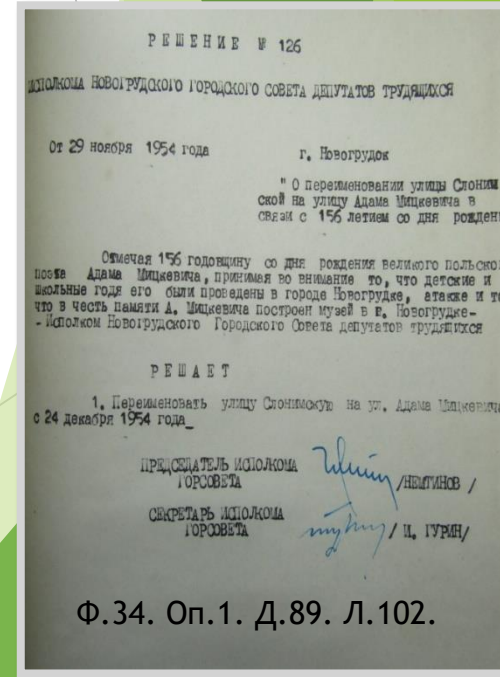 РЕШЕНИЕ № 126
ИСПОЛКОМА НОВОГРУДСКОГО ГОРОДСКОГО СОВЕТА ДЕПУТАТОВ ТРУДЯЩИХСЯ
От 29 ноября 1954 года г. Новогрудок
" О переименовании улицы Слоним
ской на улицу Адама Мицкевича в
связи с 156 летием со дня рождени
Отмечая 156 годовщину со дня рождения великого польско
поэта Адама Мицкевича, принимая во внимание то, что детские и
школьные годя его были проведены в городе Новогрудке, атакже и то
что в честь памяти А. Мицкевича построен музей в г. Новогрудке-
- Исполком Новогрудского Городского Совета депутатов трудящихся
РЕШАЕТ
1. Переименовать улицу Слонимскую на ул. Адама Мицкевича
с 24 декабря 1954 года_
ПРЕДСЕДАТЕЛЬ ИСПОЛКОМА
ГОРСОВЕТА /НЕМТИНОВ /
СЕКРЕТАРЬ ИСПОЛКОМА
ГОРСОВЕТА / И. ГУРИН/
Ф.34. Оп.1. Д.89. Л.102.